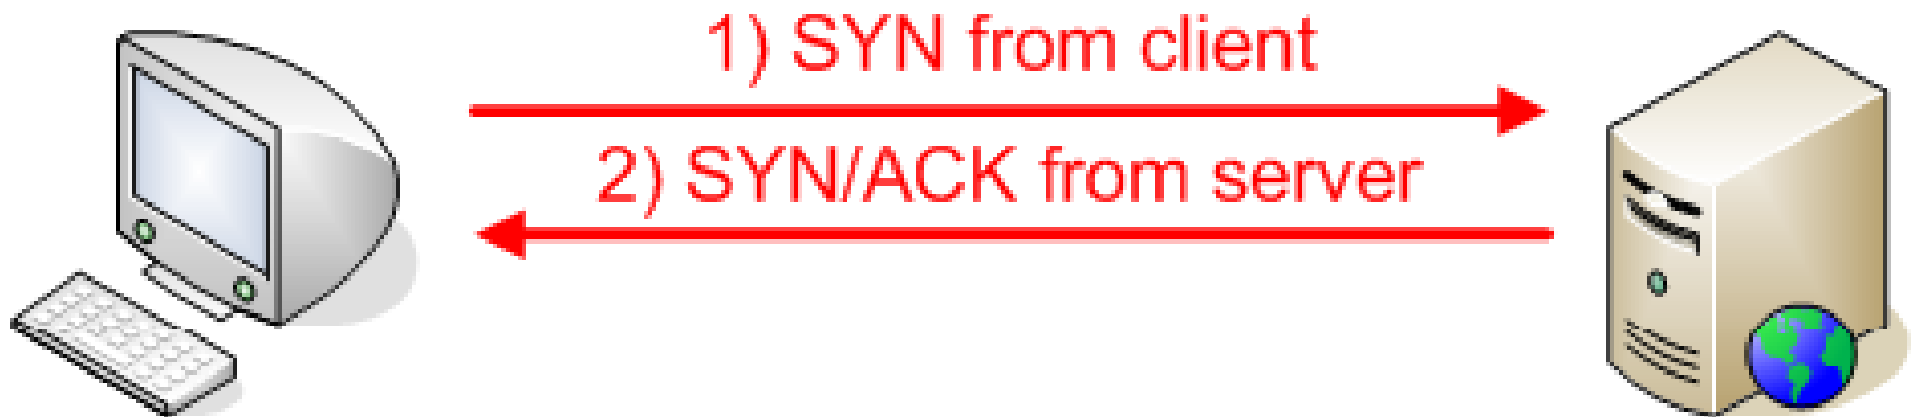 1) SYN from client
2) SYN/ACK from server